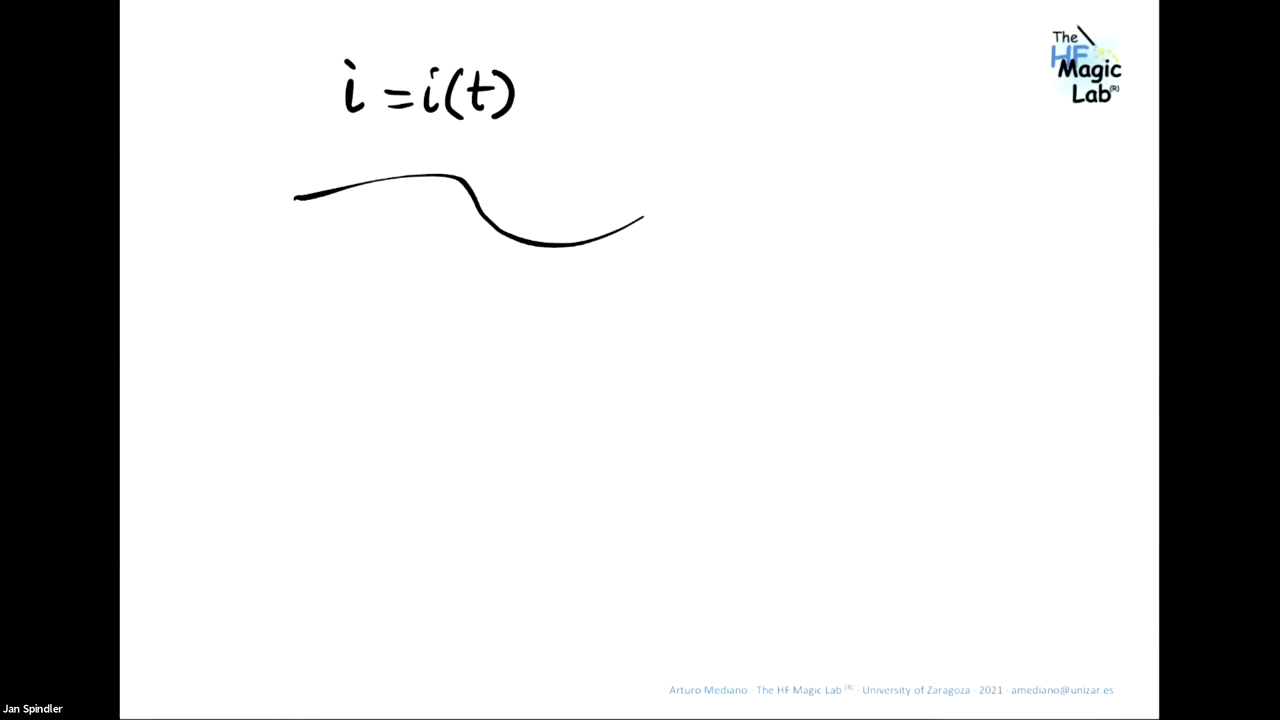 The
HF
Magic
Lab(R)
i = i(t)
Arturo Mediano · The HF Magic Lab (R) · University of Zaragoza · 2021 · amediano@unizar.es
Jan Spindler